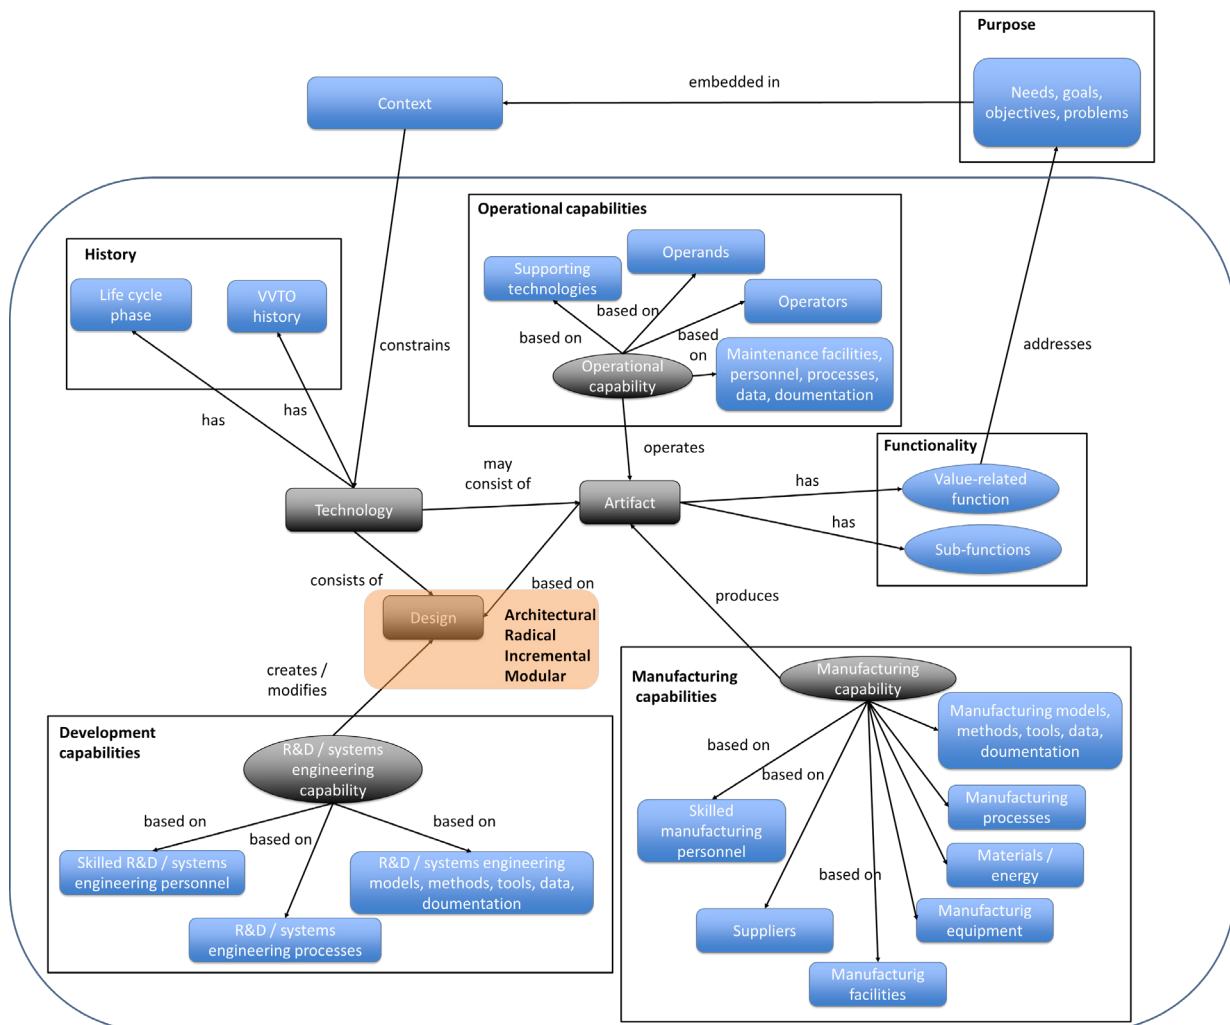 Purpose
Needs, goals,
objectives, problems
embedded in
Context
Operational capabilities
Operands
Supporting
technologies
Operators
based on
based on
based
on
Maintenance facilities,
personnel, processes,
data, doumentation
Operational
capability
History
Life cycle
phase
VVTO
history
constrains
addresses
has
has
operates
Functionality
Value-related
function
Sub-functions
has
has
may
consist of
Technology
Artifact
consists of
based on
produces
Design
Architectural
Radical
Incremental
Modular
creates /
modifies
Development
capabilities
R&D / systems
engineering
capability
based on
based on
based on
Skilled R&D / systems
engineering personnel
R&D / systems engineering
models, methods, tools, data,
doumentation
R&D / systems
engineering processes
Manufacturing
capabilities
Manufacturing
capability
Manufacturing models,
methods, tools, data,
doumentation
based on
based on
based on
Skilled
manufacturing
personnel
Manufacturing
processes
Materials /
energy
Manufacturig
equipment
Suppliers
Manufacturig
facilities